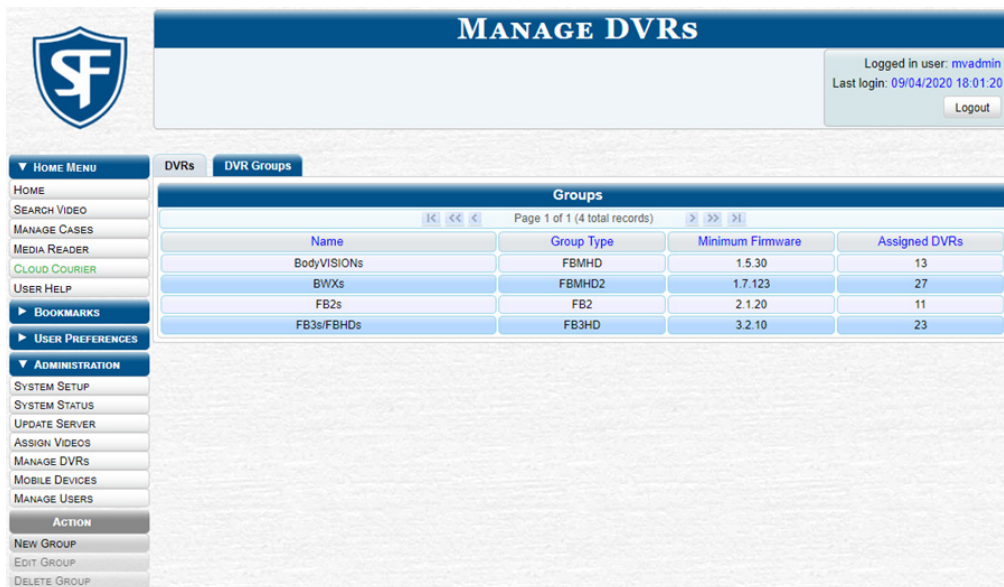 SF
MANAGE DVRS
Logged in user: mvadmin
Last login: 09/04/2020 18:01:20
Logout
▼ HOME MENU
HOME
SEARCH VIDEO
MANAGE CASES
MEDIA READER
CLOUD COURIER
USER HELP
▶ BOOKMARKS
▶ USER PREFERENCES
▼ ADMINISTRATION
SYSTEM SETUP
SYSTEM STATUS
UPDATE SERVER
ASSIGN VIDEOS
MANAGE DVRS
MOBILE DEVICES
MANAGE USERS
ACTION
NEW GROUP
EDIT GROUP
DELETE GROUP
DVRs DVR Groups
Groups
|< << < Page 1 of 1 (4 total records) > >> >|
Name Group Type Minimum Firmware Assigned DVRs
BodyVISIONs FBMHD 1.5.30 13
BWXs FBMHD2 1.7.123 27
FB2s FB2 2.1.20 11
FB3s/FBHDs FB3HD 3.2.10 23